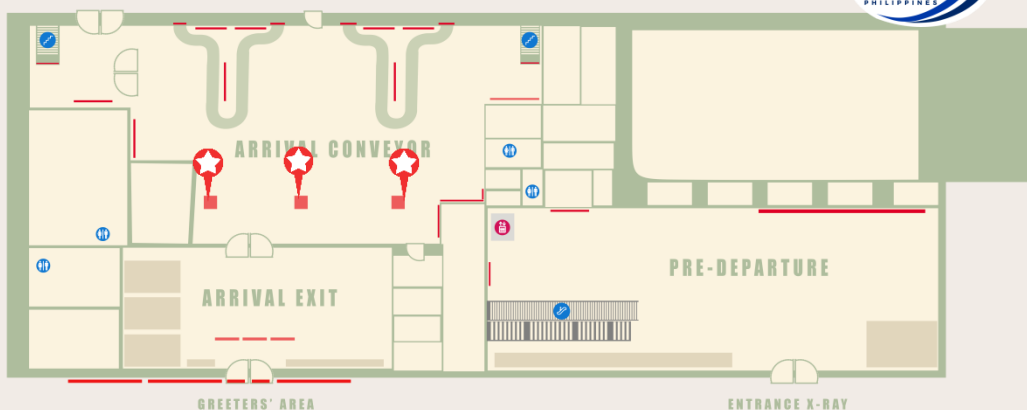 PHILIPPINES
ARRIVAL CONVEYOR
PRE-DEPARTURE
ARRIVAL EXIT
GREETERS' AREA
ENTRANCE X-RAY